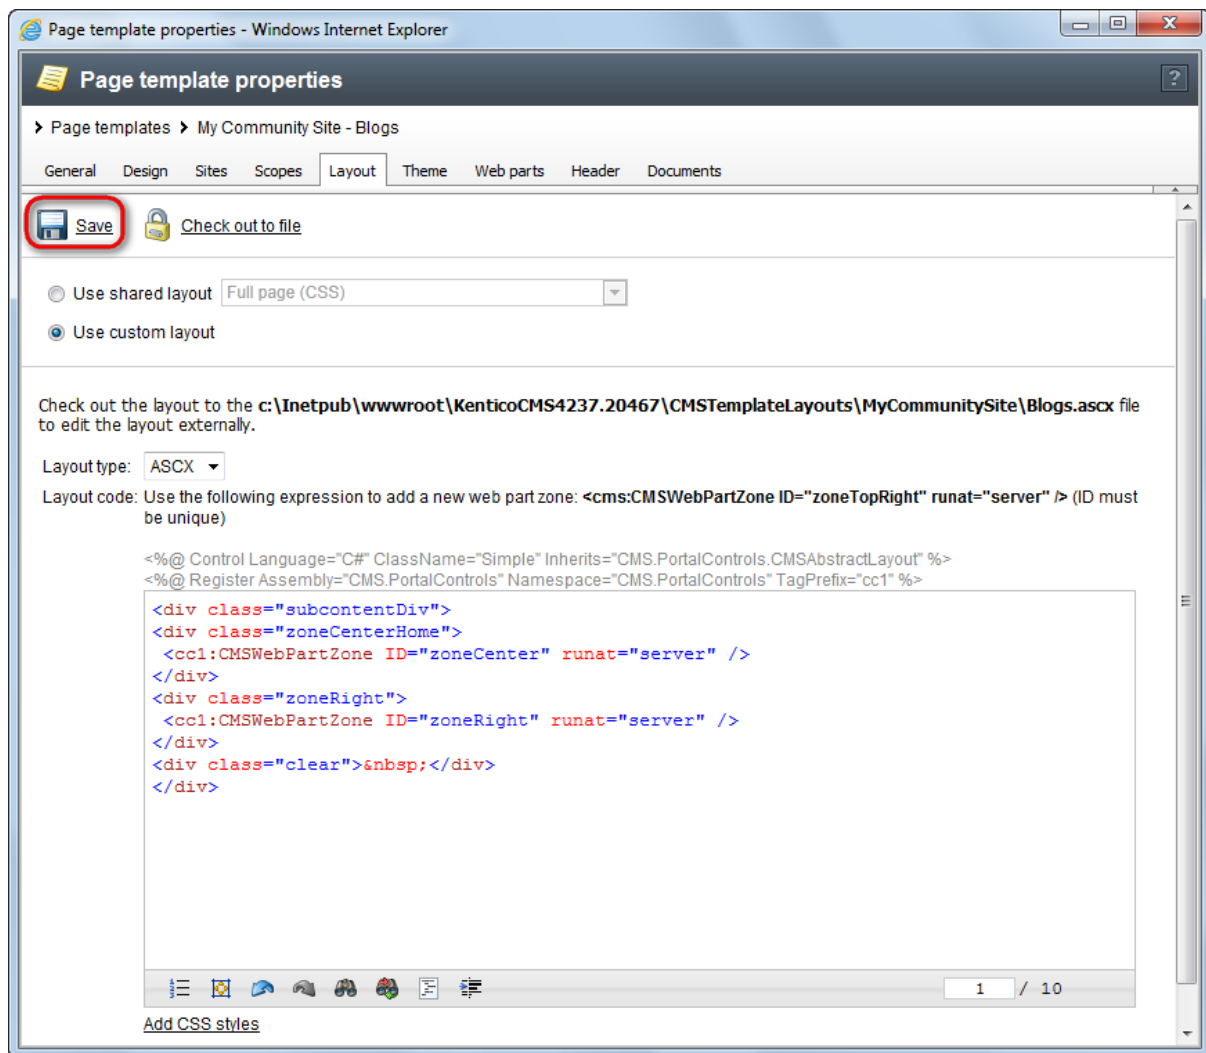 Page template properties - Windows Internet Explorer
Page template properties
?
Page templates > My Community Site - Blogs
General Design Sites Scopes Layout Theme Web parts Header Documents
Save Check out to file
Use shared layout Full page (CSS)
Use custom layout
Check out the layout to the c:\Inetpub\wwwroot\KenticoCMS4237.20467\CMSTemplateLayouts\MyCommunitySite\Blogs.ascx file
to edit the layout externally.
Layout type: ASCX
Layout code: Use the following expression to add a new web part zone: <cms:CMSWebPartZone ID="zoneTopRight" runat="server" /> (ID must
be unique)
<%@ Control Language="C#" ClassName="Simple" Inherits="CMS.PortalControls.CMSAbstractLayout" %>
<%@ Register Assembly="CMS.PortalControls" Namespace="CMS.PortalControls" TagPrefix="cc1" %>
<div class="subcontentDiv">
<div class="zoneCenterHome">
<cc1:CMSWebPartZone ID="zoneCenter" runat="server" />
</div>
<div class="zoneRight">
<cc1:CMSWebPartZone ID="zoneRight" runat="server" />
</div>
<div class="clear">&nbsp;</div>
</div>
1 / 10
Add CSS styles